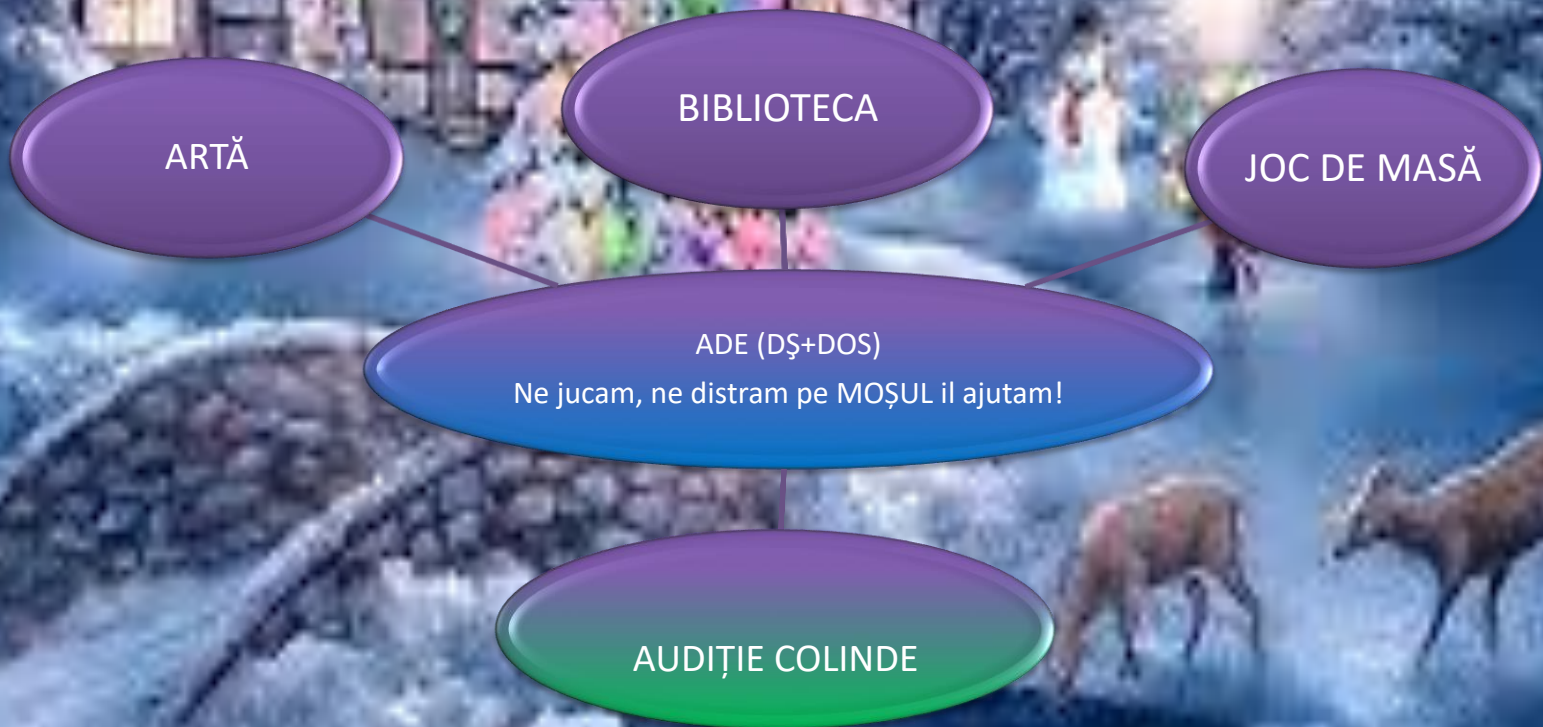 BIBLIOTECA
ARTĂ
JOC DE MASĂ
ADE (DŞ+DOS)
Ne jucam, ne distram pe MOȘUL il ajutam!
AUDIȚIE COLINDE